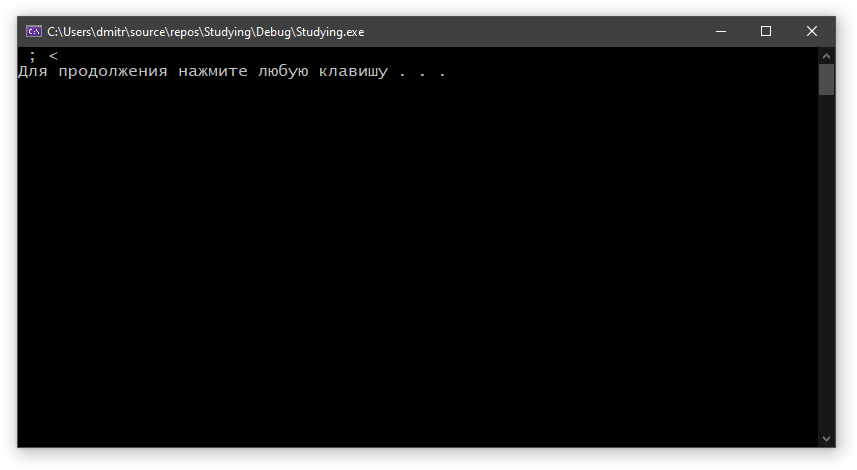 C:\Users\dmitr\source\repos\Studying\Debug\Studying.exe
; <
Для продолжения нажмите любую клавишу . . .